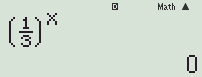 D Math ▲
(1/3)^x
0